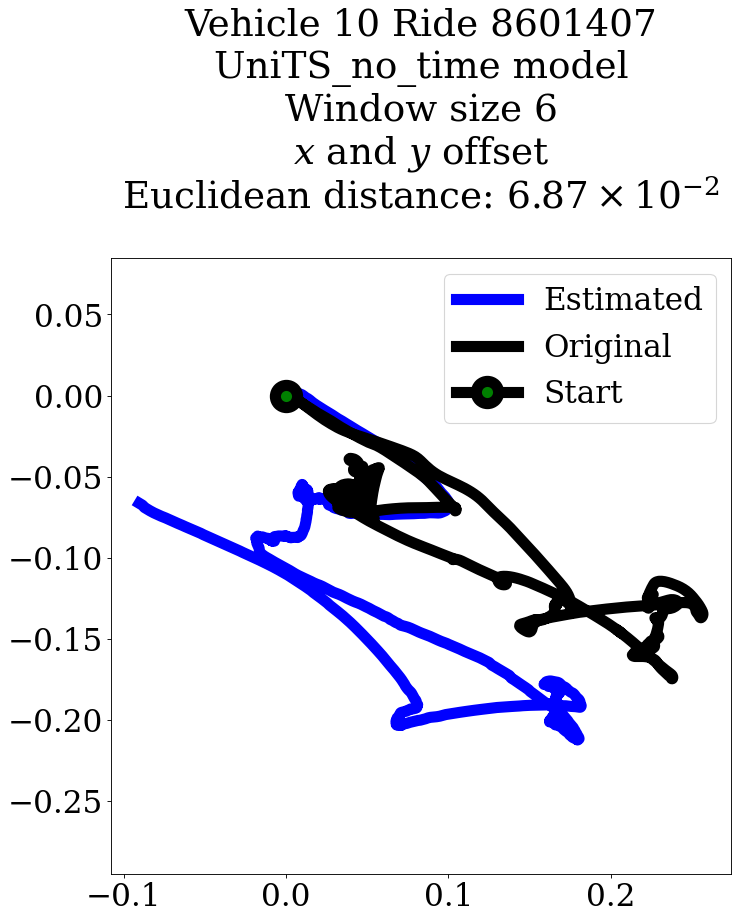 Vehicle 10 Ride 8601407
UniTS_no_time model
Window size 6
x and y offset
Euclidean distance: 6.87 × 10⁻²
Estimated
Original
Start
0.05
0.00
−0.05
−0.10
−0.15
−0.20
−0.25
−0.1 0.0 0.1 0.2